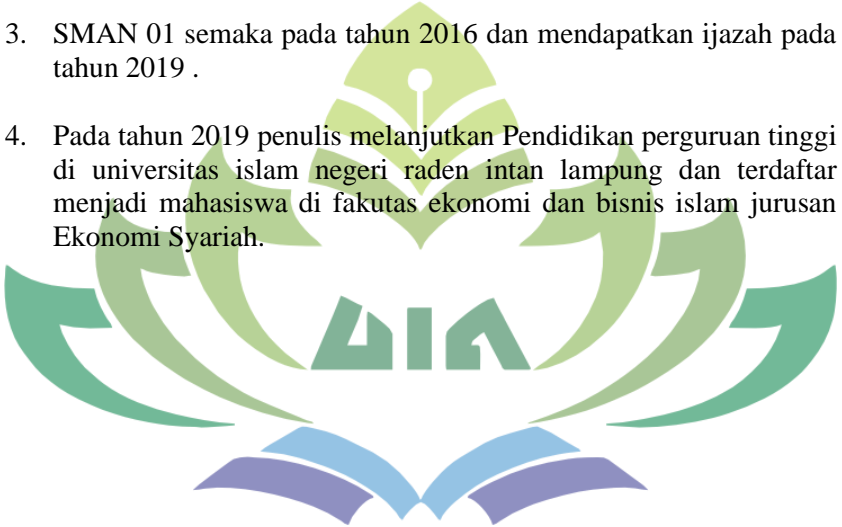 3. SMAN 01 semaka pada tahun 2016 dan mendapatkan ijazah pada
tahun 2019 .
4. Pada tahun 2019 penulis melanjutkan Pendidikan perguruan tinggi
di universitas islam negeri raden intan lampung dan terdaftar
menjadi mahasiswa di fakutas ekonomi dan bisnis islam jurusan
Ekonomi Syariah.
UIN